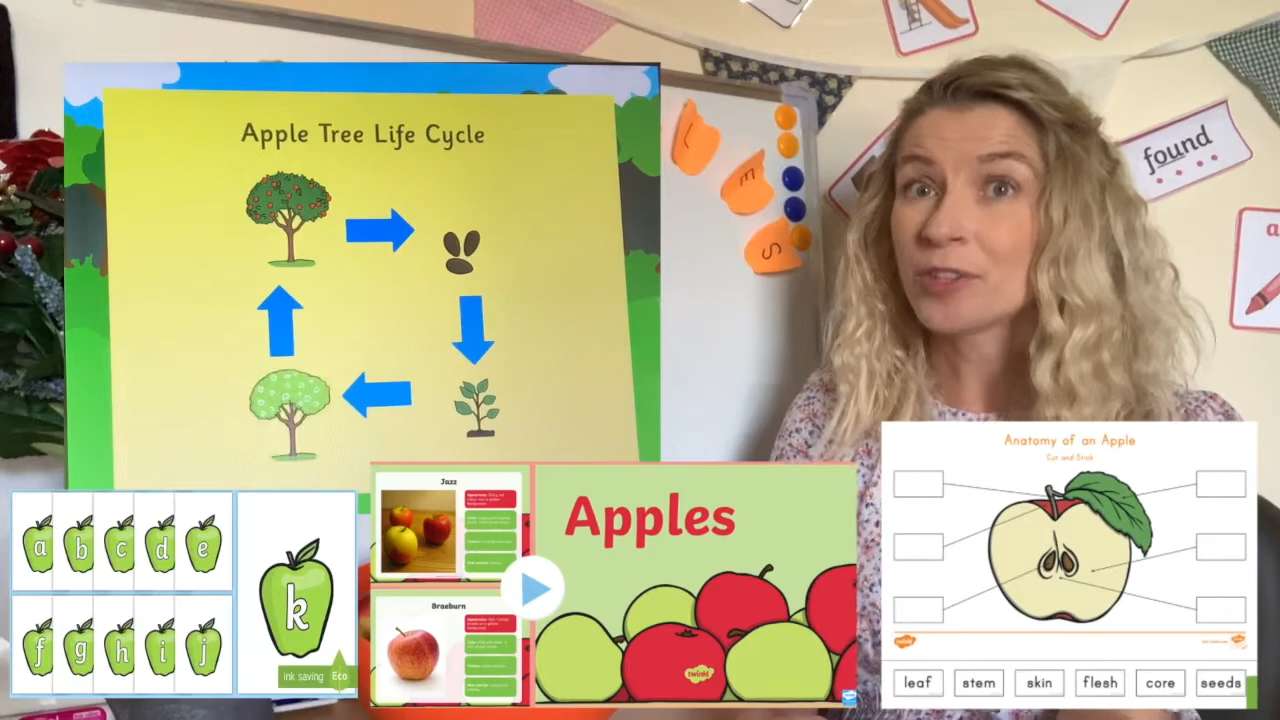 Apple Tree Life Cycle
C
E
S
found
a
a
b
c
d
e
f
g
h
i
j
k
ink saving
Eco
Jazz
Braeburn
Apples
twinkl
Anatomy of an Apple
Cut and Stick
twinkl
leaf
stem
skin
flesh
core
seeds